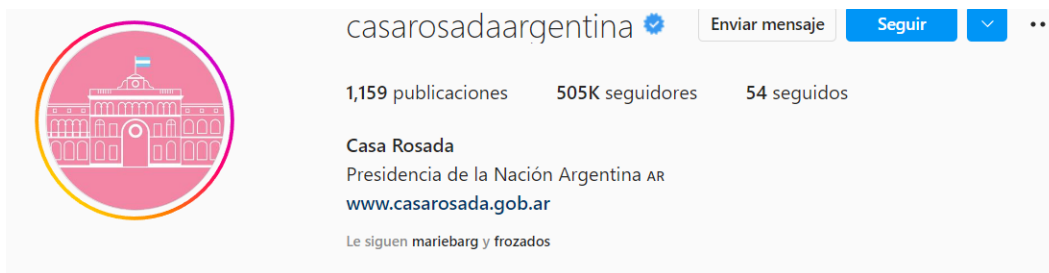 casarosadaargentina Enviar mensaje Seguir
1,159 publicaciones 505K seguidores 54 seguidos
Casa Rosada
Presidencia de la Nación Argentina AR
www.casarosada.gob.ar
Le siguen mariebarg y frozados